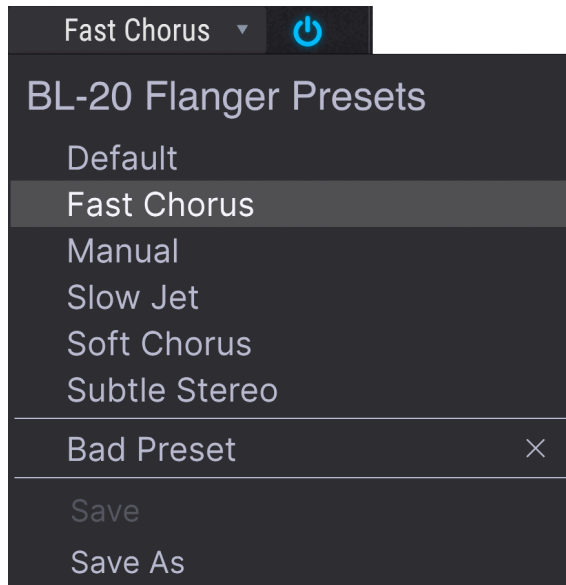 Fast Chorus
BL-20 Flanger Presets
Default
Fast Chorus
Manual
Slow Jet
Soft Chorus
Subtle Stereo
Bad Preset
Save
Save As